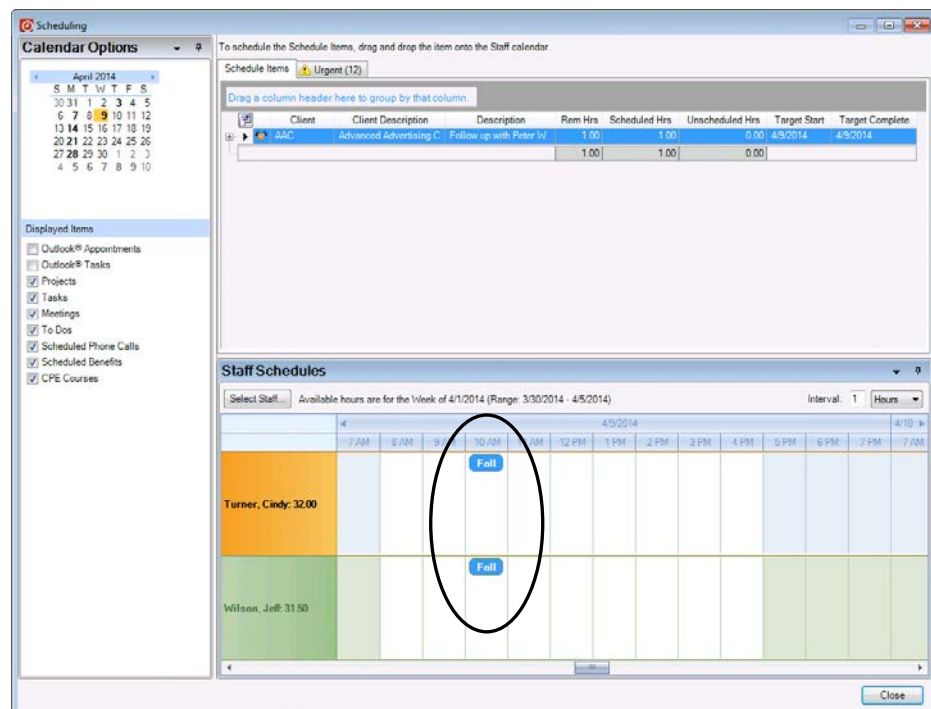 Scheduling
Calendar Options
April 2014
S M T W T F S
30 31 1 2 3 4 5
6 7 8 9 10 11 12
13 14 15 16 17 18 19
20 21 22 23 24 25 26
27 28 29 30 1 2 3
4 5 6 7 8 9 10
Displayed Items
Outlook® Appointments
Outlook® Tasks
Projects
Tasks
Meetings
To Dos
Scheduled Phone Calls
Scheduled Benefits
CPE Courses
To schedule the Schedule Items, drag and drop the item onto the Staff calendar.
Schedule Items Urgent (12)
Drag a column header here to group by that column.
Client Client Description Description Rem Hrs Scheduled Hrs Unscheduled Hrs Target Start Target Complete
AAC Advanced Advertising C Follow up with Peter W 1.00 1.00 0.00 4/9/2014 4/9/2014
1.00 1.00 0.00
Staff Schedules
Select Staff... Available hours are for the Week of 4/1/2014 (Range: 3/30/2014 - 4/5/2014) Interval: 1 Hours
4/9/2014 4/10
7 AM 8 AM 9 10 AM AM 12 PM 1 PM 2 PM 3 PM 4 PM 5 PM 6 PM 7 PM 7 AM
Foll
Turner, Cindy: 32.00
Foll
Wilson, Jeff: 31.50
Close